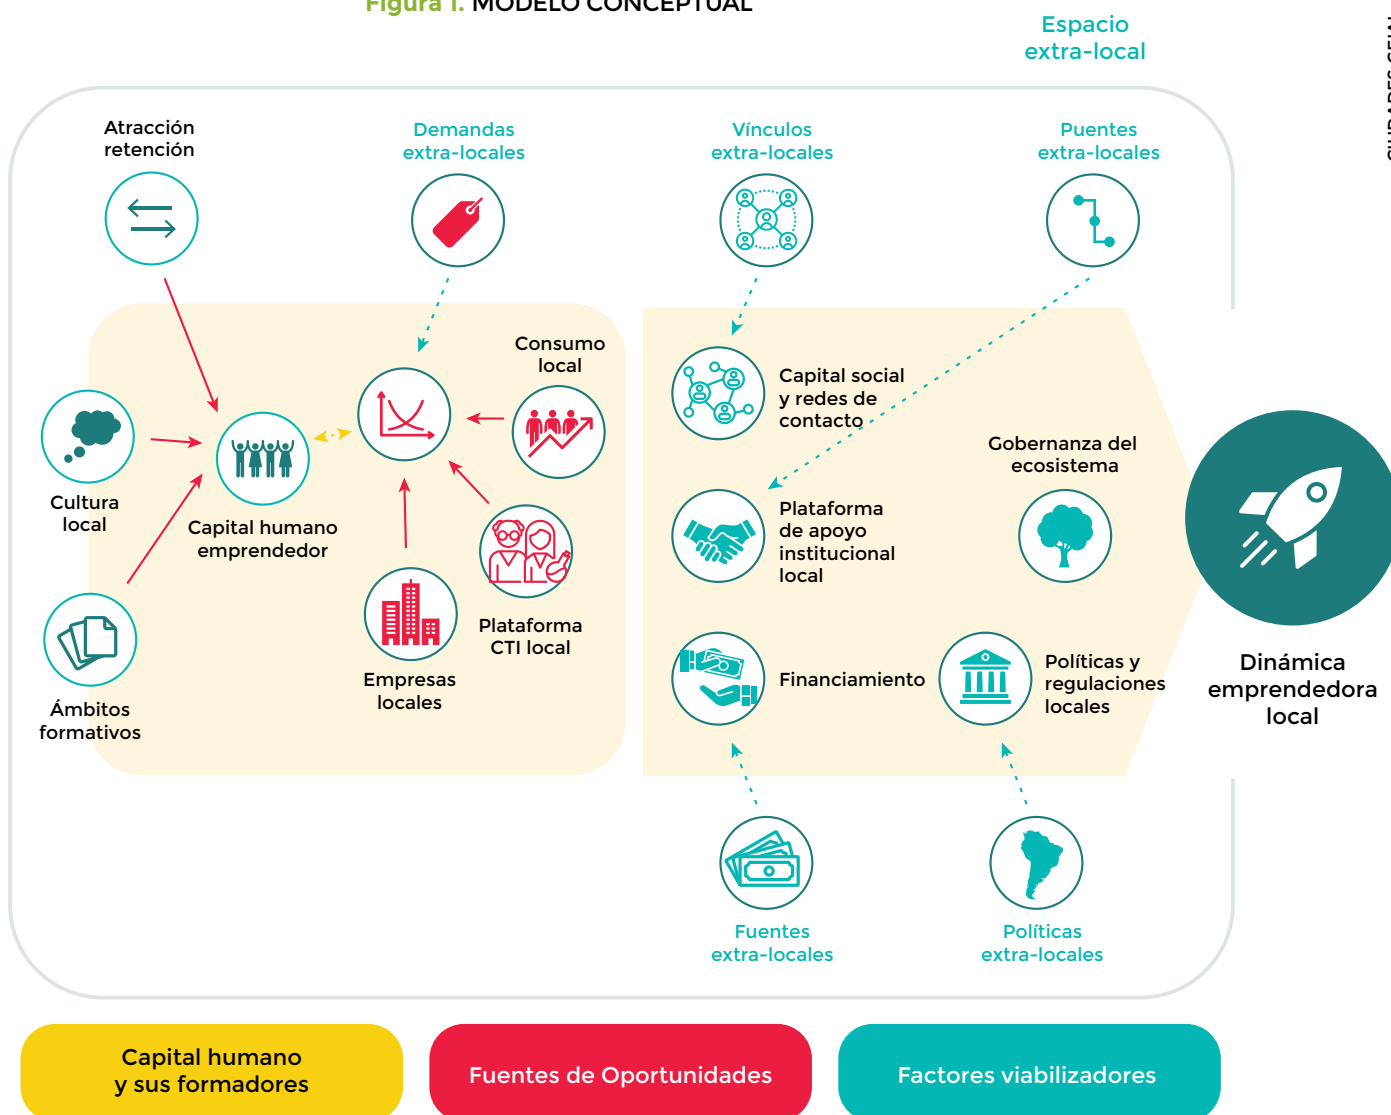 Figura 1. MODELO CONCEPTUAL
Espacio
extra-local
Atracción
retención
Demandas
extra-locales
Vínculos
extra-locales
Puentes
extra-locales
Consumo
local
Capital social
y redes de
contacto
Gobernanza del
ecosistema
Cultura
local
Capital humano
emprendedor
Plataforma
de apoyo
institucional
local
Plataforma
CTI local
Empresas
locales
Ámbitos
formativos
Financiamiento
Políticas y
regulaciones
locales
Dinámica
emprendedora
local
Fuentes
extra-locales
Políticas
extra-locales
Capital humano
y sus formadores
Fuentes de Oportunidades
Factores viabilizadores